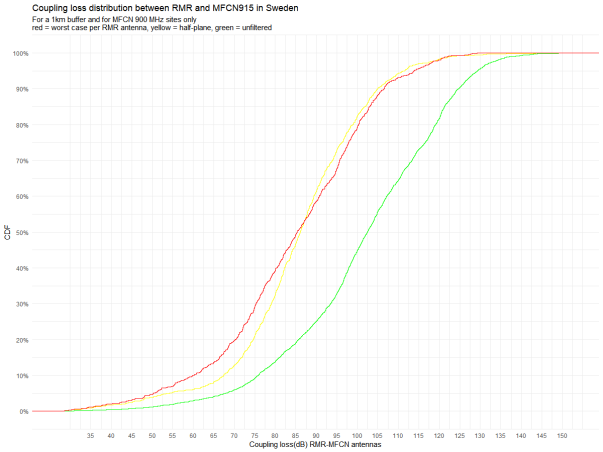 Coupling loss distribution between RMR and MFCN915 in Sweden
For a 1km buffer and for MFCN 900 MHz sites only
red = worst case per RMR antenna, yellow = half-plane, green = unfiltered
100%
90%
80%
70%
60%
50%
40%
30%
20%
10%
0%
CDF
35 40 45 50 55 60 65 70 75 80 85 90 95 100 105 110 115 120 125 130 135 140 145 150
Coupling loss(dB) RMR-MFCN antennas